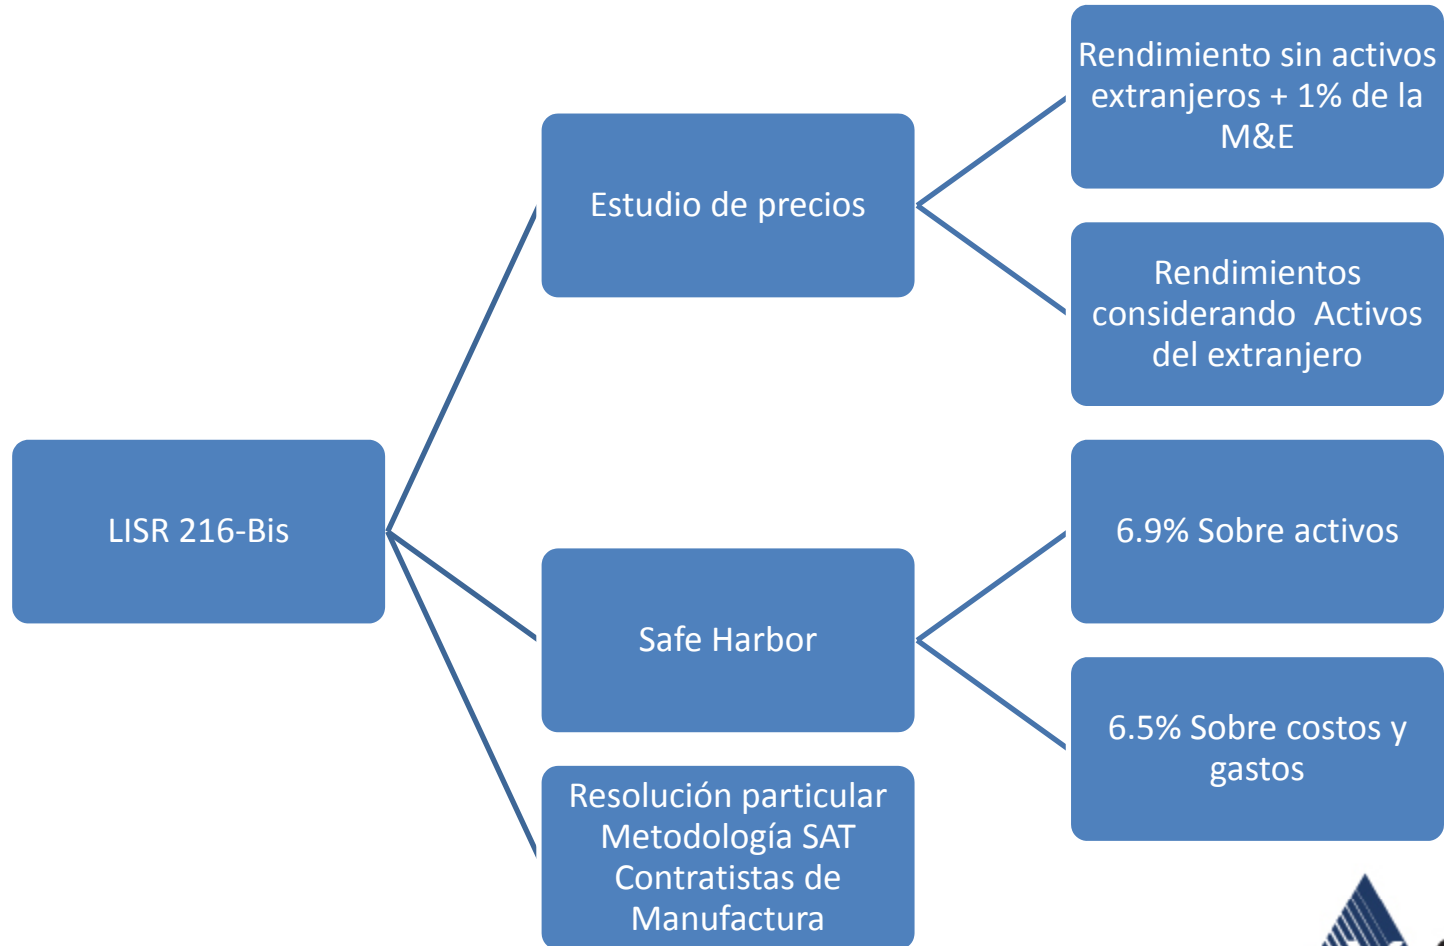 LISR 216-Bis
Estudio de precios
Rendimiento sin activos
extranjeros + 1% de la
M&E
Rendimientos
considerando  Activos
del extranjero
Safe Harbor
6.9% Sobre activos
6.5% Sobre costos y
gastos
Resolución particular
Metodología SAT
Contratistas de
Manufactura